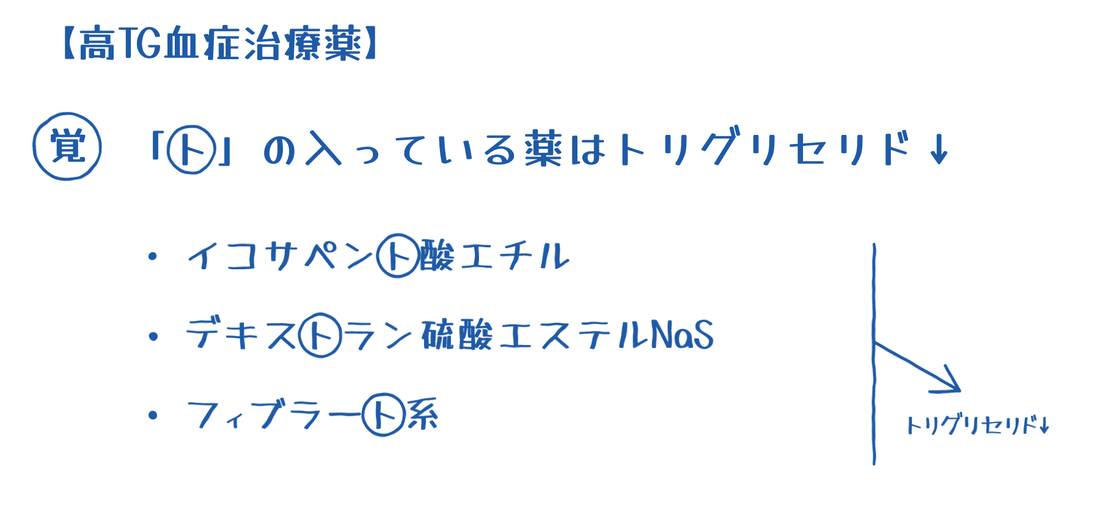 【高TG血症治療薬】
覚 「ト」の入っている薬はトリグリセリド↓
・ イコサペント酸エチル
・ デキストラン硫酸エステルNaS
・ フィブラート系
トリグリセリド↓